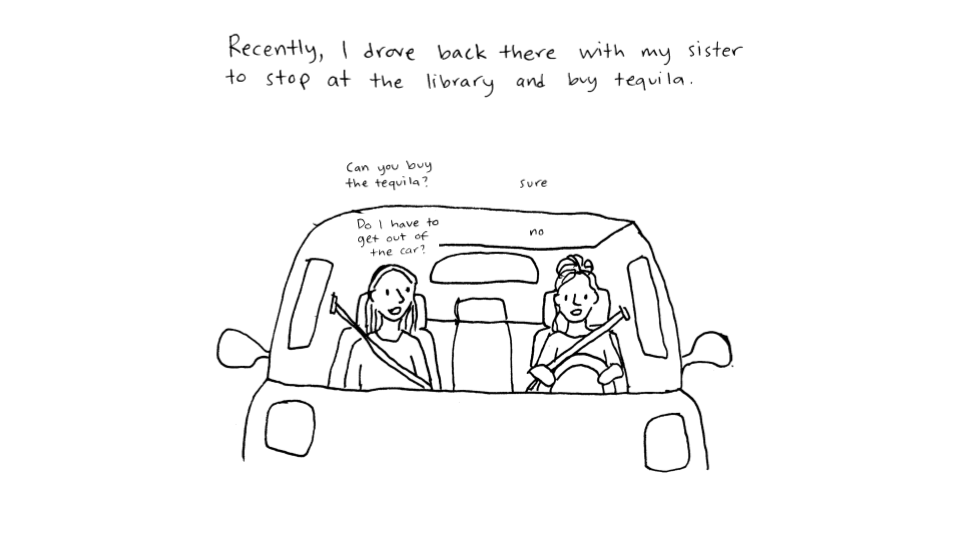 Recently, I drove back there with my sister
to stop at the library and buy tequila.
Can you buy
the tequila?
sure
Do I have to
get out of
the car?
no